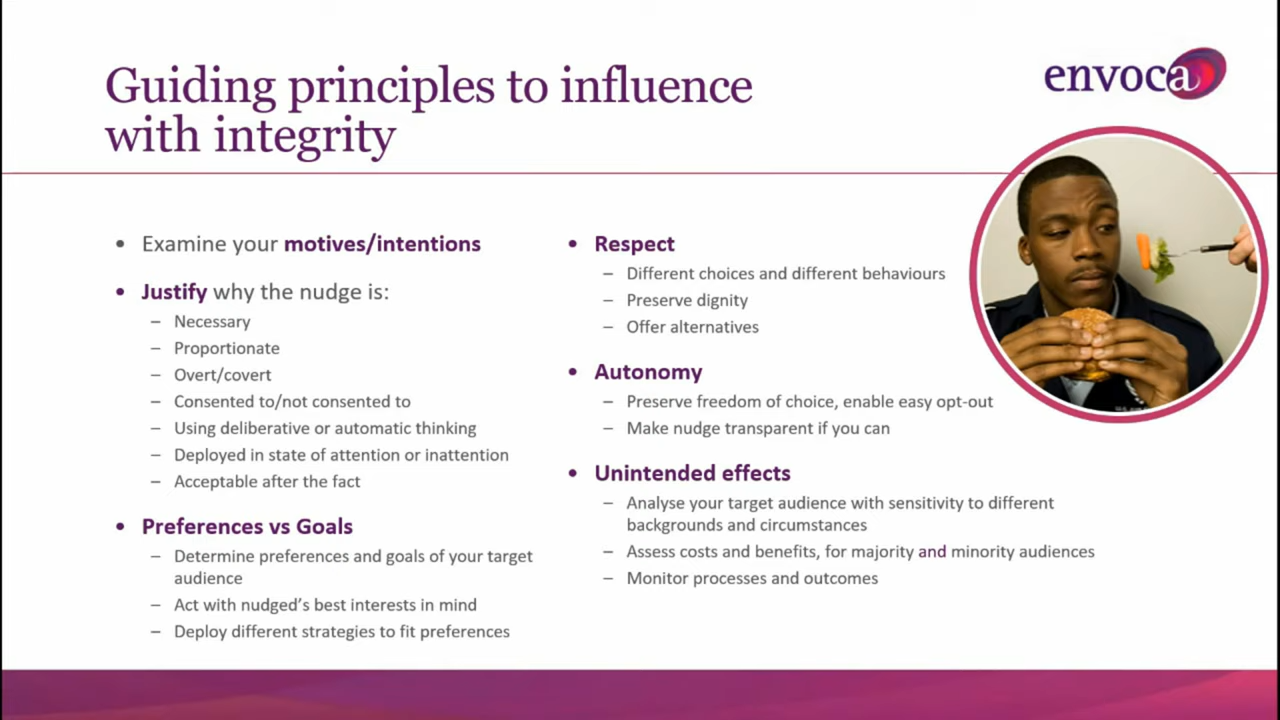 Guiding principles to influence
with integrity
envoca
• Examine your motives/intentions
• Justify why the nudge is:
– Necessary
– Proportionate
– Overt/covert
– Consented to/not consented to
– Using deliberative or automatic thinking
– Deployed in state of attention or inattention
– Acceptable after the fact
• Preferences vs Goals
– Determine preferences and goals of your target
audience
– Act with nudged's best interests in mind
– Deploy different strategies to fit preferences
• Respect
– Different choices and different behaviours
– Preserve dignity
– Offer alternatives
• Autonomy
– Preserve freedom of choice, enable easy opt-out
– Make nudge transparent if you can
• Unintended effects
– Analyse your target audience with sensitivity to different
backgrounds and circumstances
– Assess costs and benefits, for majority and minority audiences
– Monitor processes and outcomes